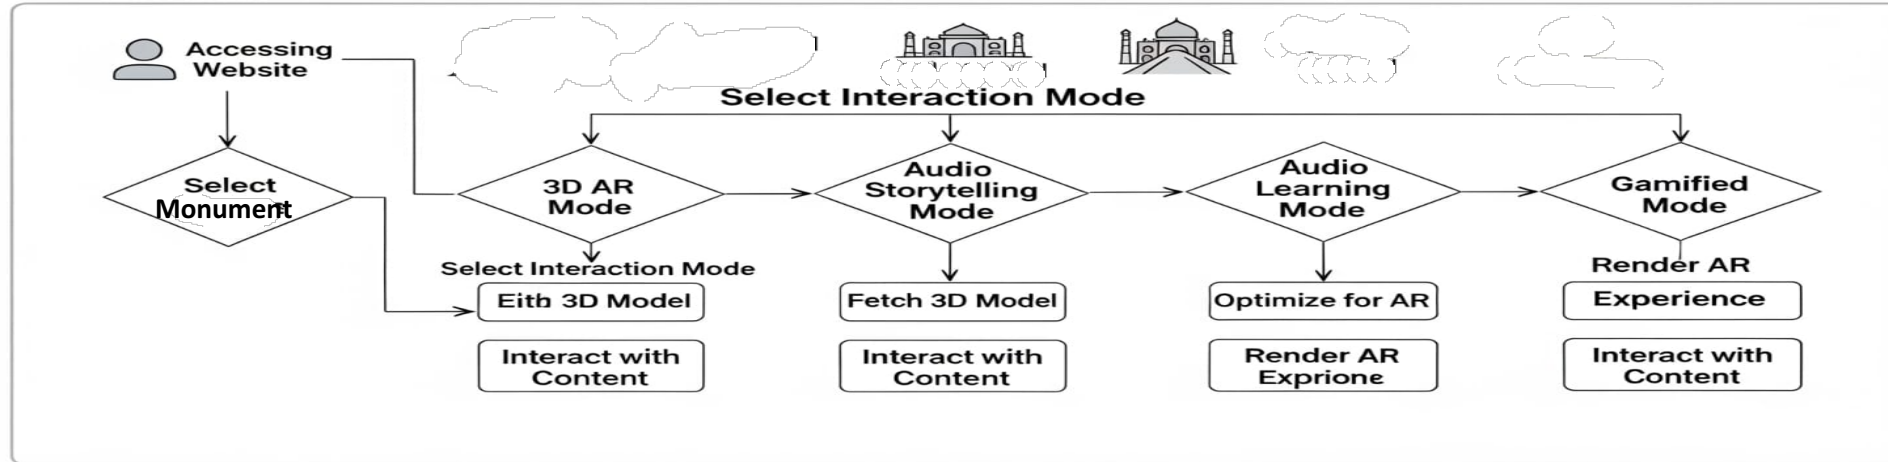 Accessing
Website
Select Interaction Mode
Select
Monument
3D AR
Mode
Audio
Storytelling
Mode
Audio
Learning
Mode
Gamified
Mode
Select Interaction Mode
Render AR
Eith 3D Model
Fetch 3D Model
Optimize for AR
Experience
Interact with
Content
Interact with
Content
Render AR
Exprione
Interact with
Content